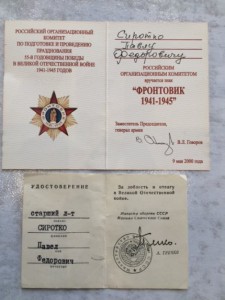 РОССИЙСКИЙ ОРГАНИЗАЦИОННЫЙ
КОМИТЕТ
ПО ПОДГОТОВКЕ И ПРОВЕДЕНИЮ
ПРАЗДНОВАНИЯ
55-Й ГОДОВЩИНЫ ПОБЕДЫ
В ВЕЛИКОЙ ОТЕЧЕСТВЕННОЙ ВОЙНЕ
1941-1945 ГОДОВ
Сиротко
Павлу
Федоровичу
РОССИЙСКИМ
ОРГАНИЗАЦИОННЫМ КОМИТЕТОМ
вручается знак
"ФРОНТОВИК
1941-1945"
Заместитель Председателя,
генерал армии
В.Л. Говоров
9 мая 2000 года
УДОСТОВЕРЕНИЕ
старший л-т
СИРОТКО
Павел
Федорович
За доблесть и отвагу
в Великой Отечественной
войне.
Министр обороны СССР
Маршал Советского Союза